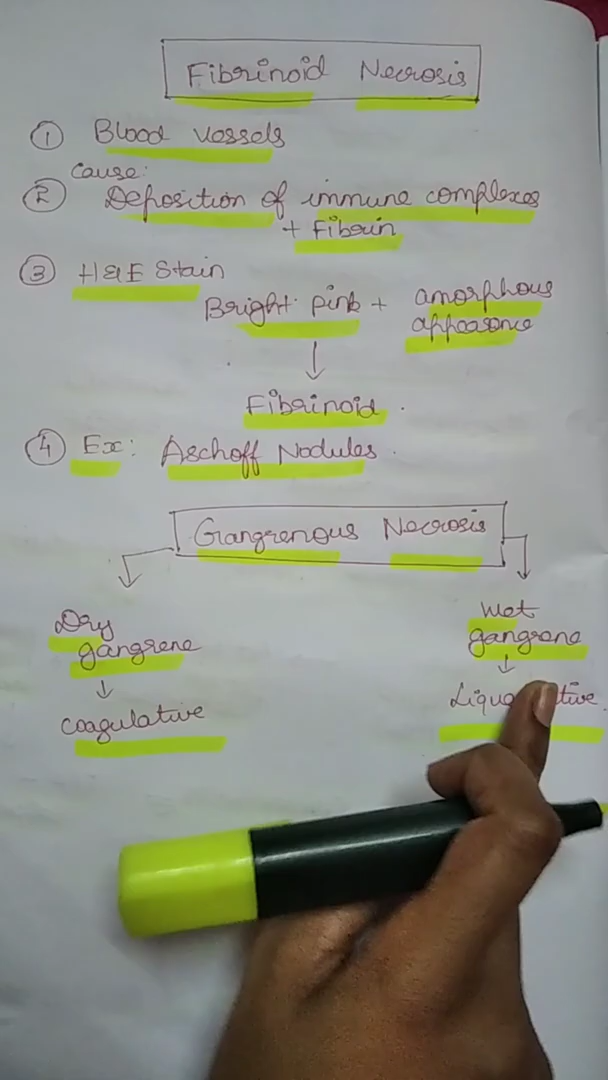 Fibrinoid Necrosis
① Blood vessels
cause:
② Deposition of immune complexes
+ Fibrin
③ H&E Stain
Bright pink + amorphous
appearance
↓
Fibrinoid.
④ Ex: Aschoff Nodules.
Gangrenous Necrosis
Dry
gangrene
↓
coagulative
Wet
gangrene
↓